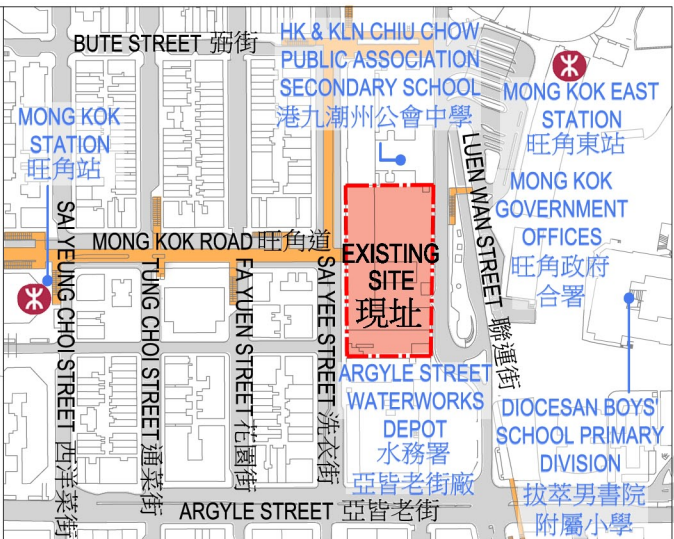 BUTE STREET 弼街
HK & KLN CHIU CHOW
PUBLIC ASSOCIATION
SECONDARY SCHOOL
港九潮州公會中學
MONG KOK EAST
STATION
旺角東站
MONG KOK
STATION
旺角站
LUEN WAN STREET 聯運街
MONG KOK
GOVERNMENT
OFFICES
旺角政府
合署
MONG KOK ROAD 旺角道
EXISTING
SITE
現址
SAI YEUNG CHOI STREET 西洋菜街
TUNG CHOI STREET 通菜街
FA YUEN STREET 花園街
SAI YEE STREET 洗衣街
ARGYLE STREET
WATERWORKS
DEPOT
水務署
亞皆老街廠
DIOCESAN BOYS'
SCHOOL PRIMARY
DIVISION
拔萃男書院
附屬小學
ARGYLE STREET 亞皆老街